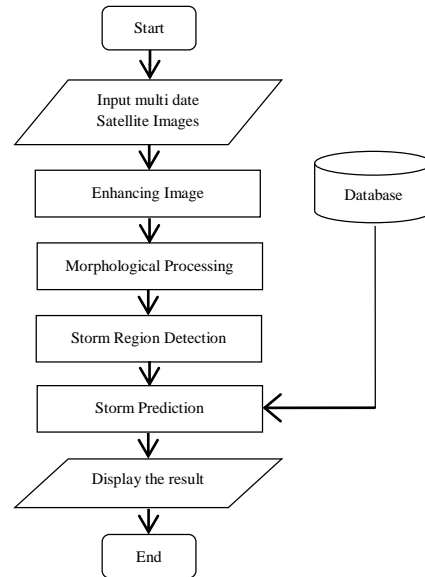 Start
Input multi date
Satellite Images
Enhancing Image
Database
Morphological Processing
Storm Region Detection
Storm Prediction
Display the result
End